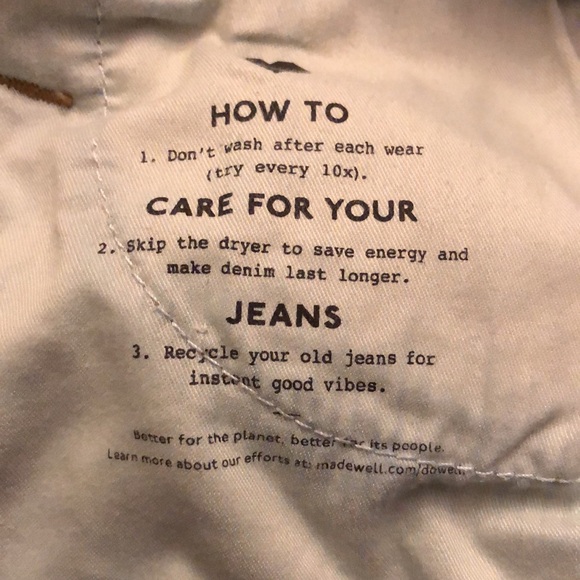 HOW TO
1. Don't wash after each wear
(try every 10x).
CARE FOR YOUR
2. Skip the dryer to save energy and
make denim last longer.
JEANS
3. Recycle your old jeans for
instant good vibes.
Better for the planet, better for its people.
Learn more about our efforts at: madewell.com/dowell